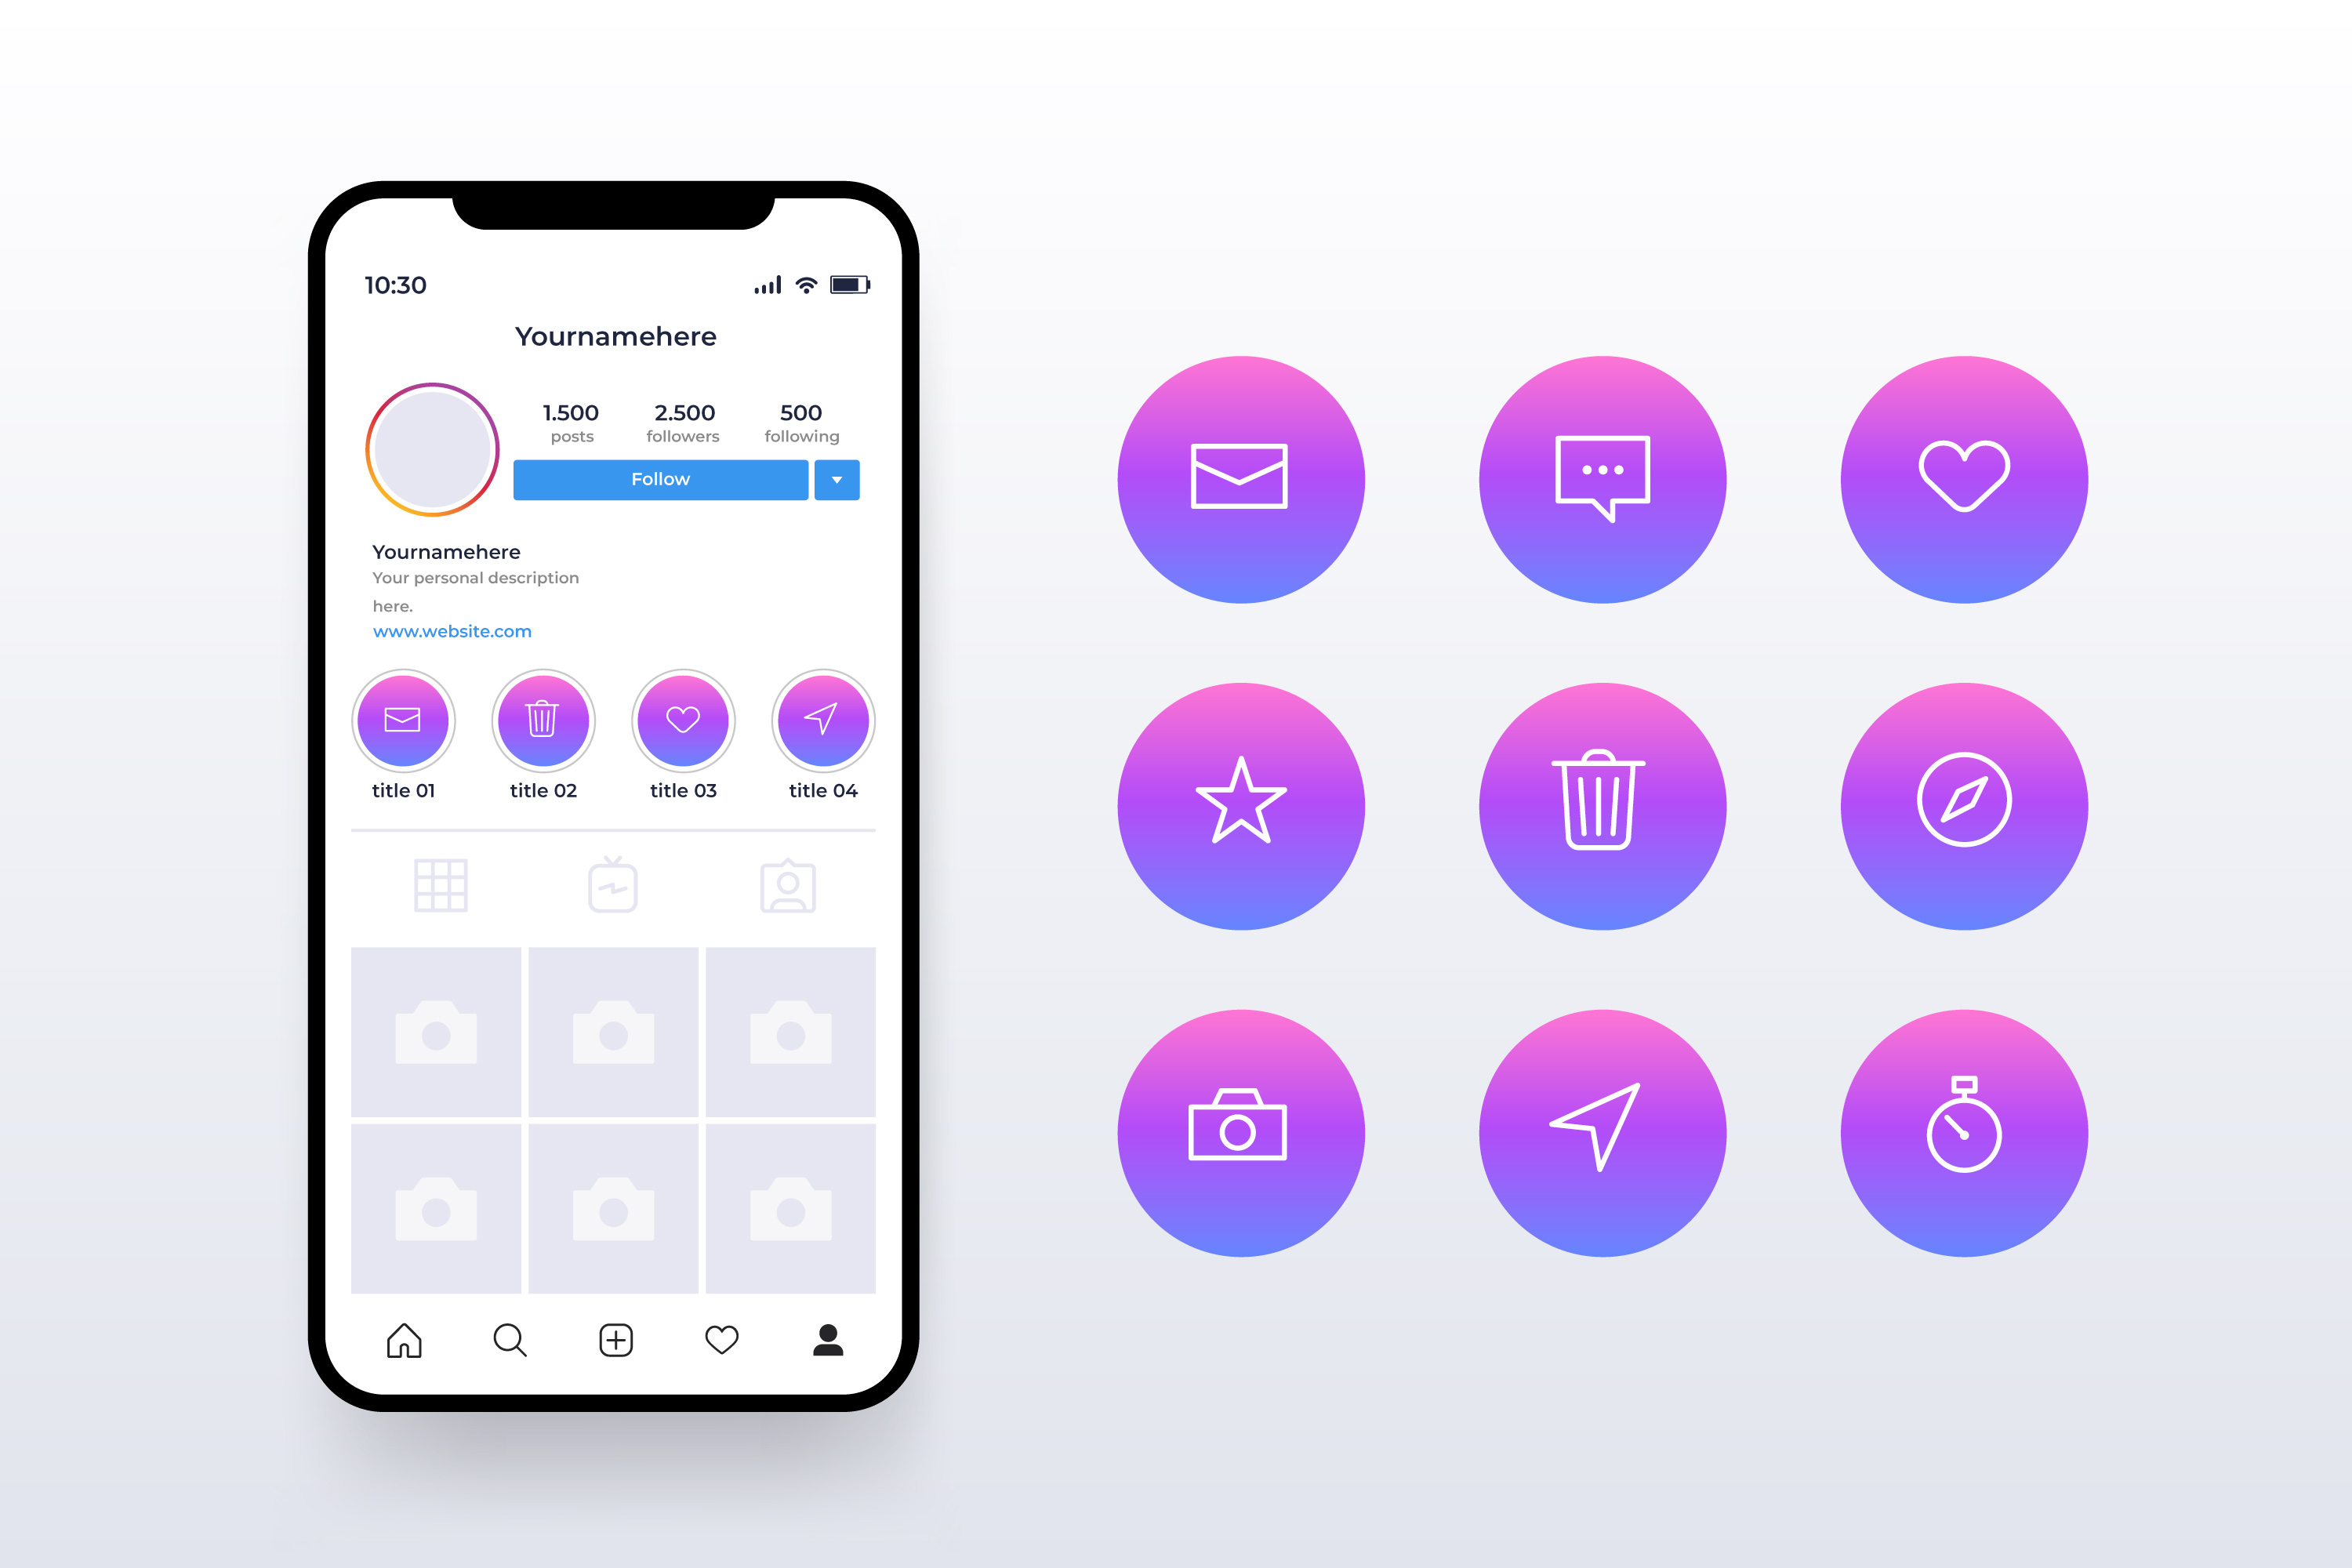 10:30
Yournamehere
1.500 2.500 500
posts followers following
Follow
Yournamehere
Your personal description
here.
www.website.com
title 01 title 02 title 03 title 04